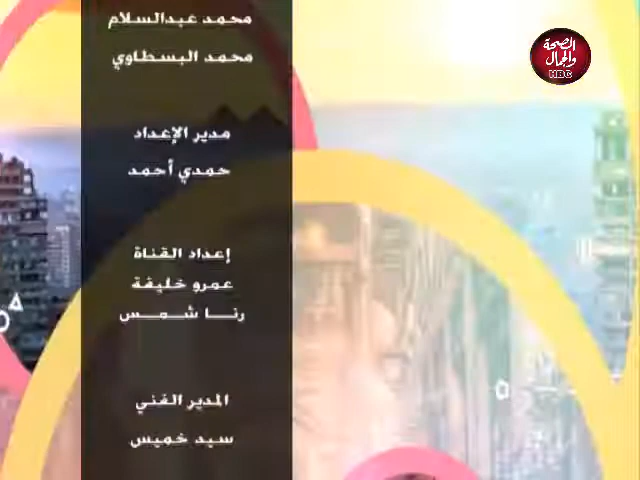 محمد عبدالسلام
محمد البسطاوي
مدير الإعداد
حمدي أحمد
إعداد القناة
عمرو خليفة
رنا شمس
المدير الفني
سيد خميس
الصحة
والجمال
HBC